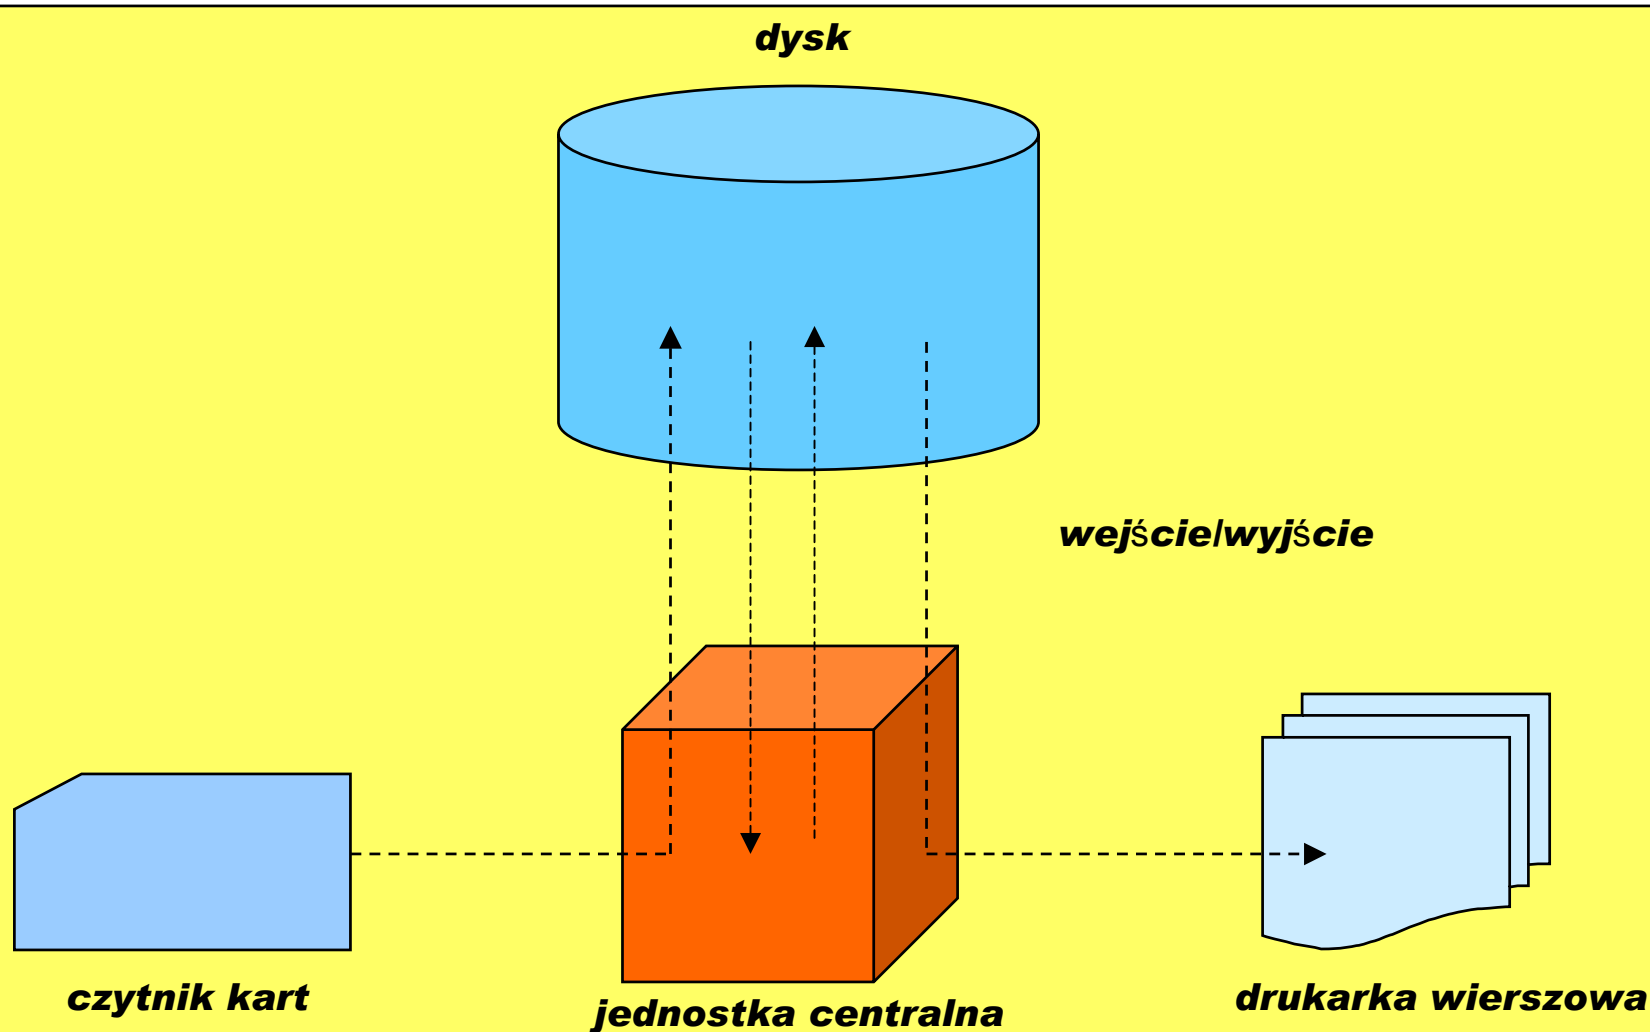 dysk
wejście/wyjście
czytnik kart
jednostka centralna
drukarka wierszowa